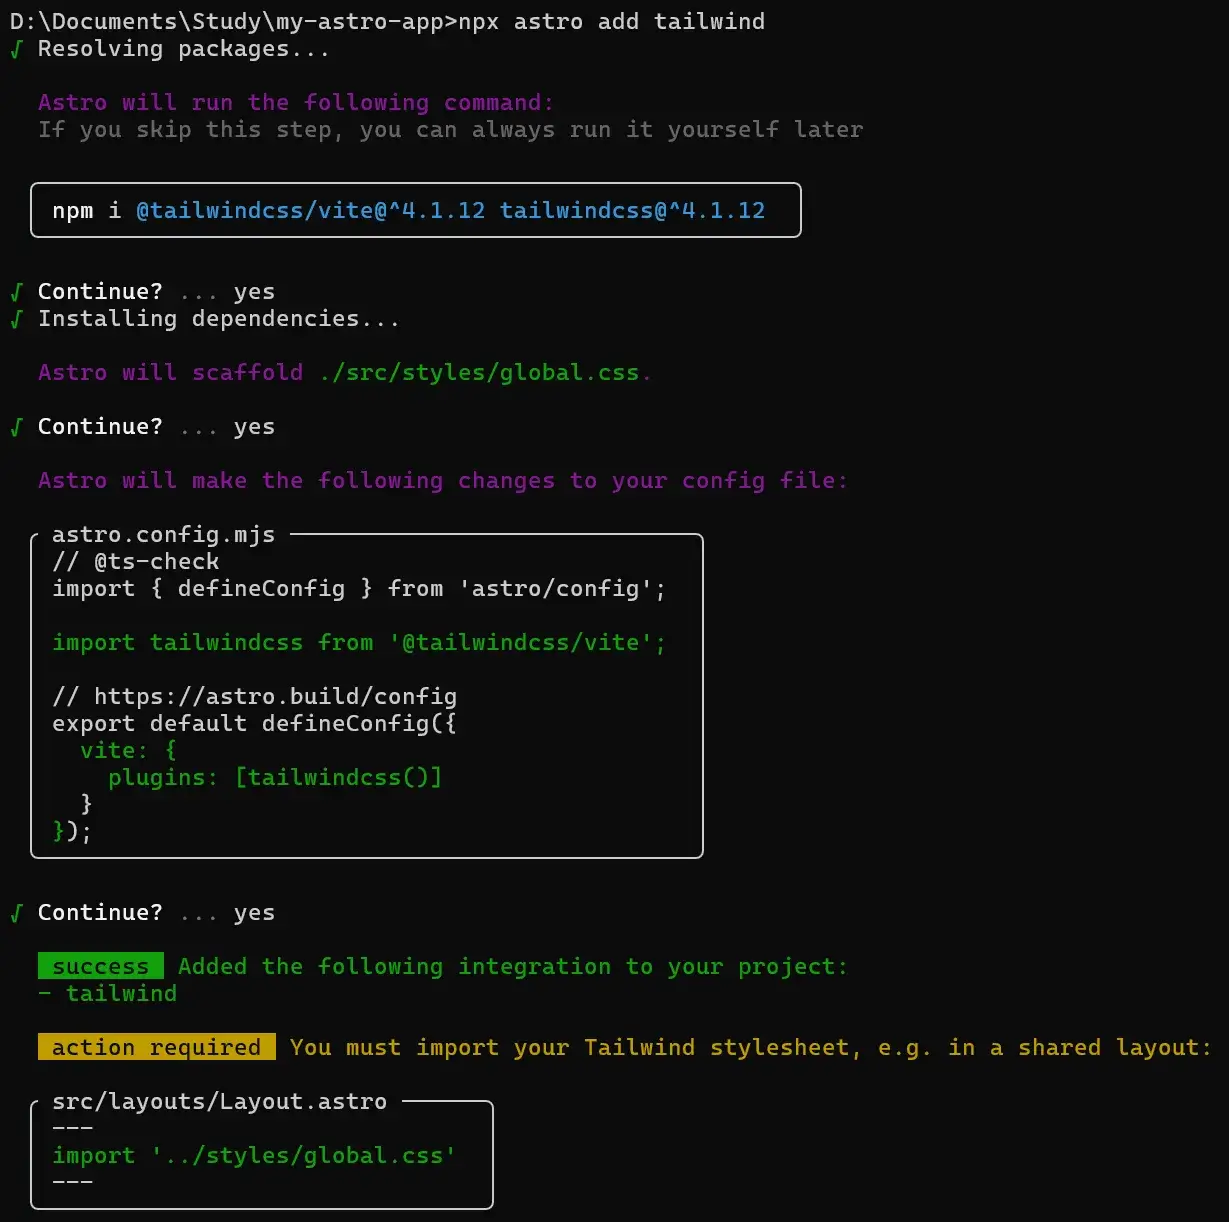 D:\Documents\Study\my-astro-app>npx astro add tailwind
√ Resolving packages...
Astro will run the following command:
If you skip this step, you can always run it yourself later
npm i @tailwindcss/vite@^4.1.12 tailwindcss@^4.1.12
√ Continue? ... yes
√ Installing dependencies...
Astro will scaffold ./src/styles/global.css.
√ Continue? ... yes
Astro will make the following changes to your config file:
astro.config.mjs
// @ts-check
import { defineConfig } from 'astro/config';
import tailwindcss from '@tailwindcss/vite';
// https://astro.build/config
export default defineConfig({
  vite: {
    plugins: [tailwindcss()]
  }
});
√ Continue? ... yes
success Added the following integration to your project:
- tailwind
action required You must import your Tailwind stylesheet, e.g. in a shared layout:
src/layouts/Layout.astro
---
import '../styles/global.css'
---